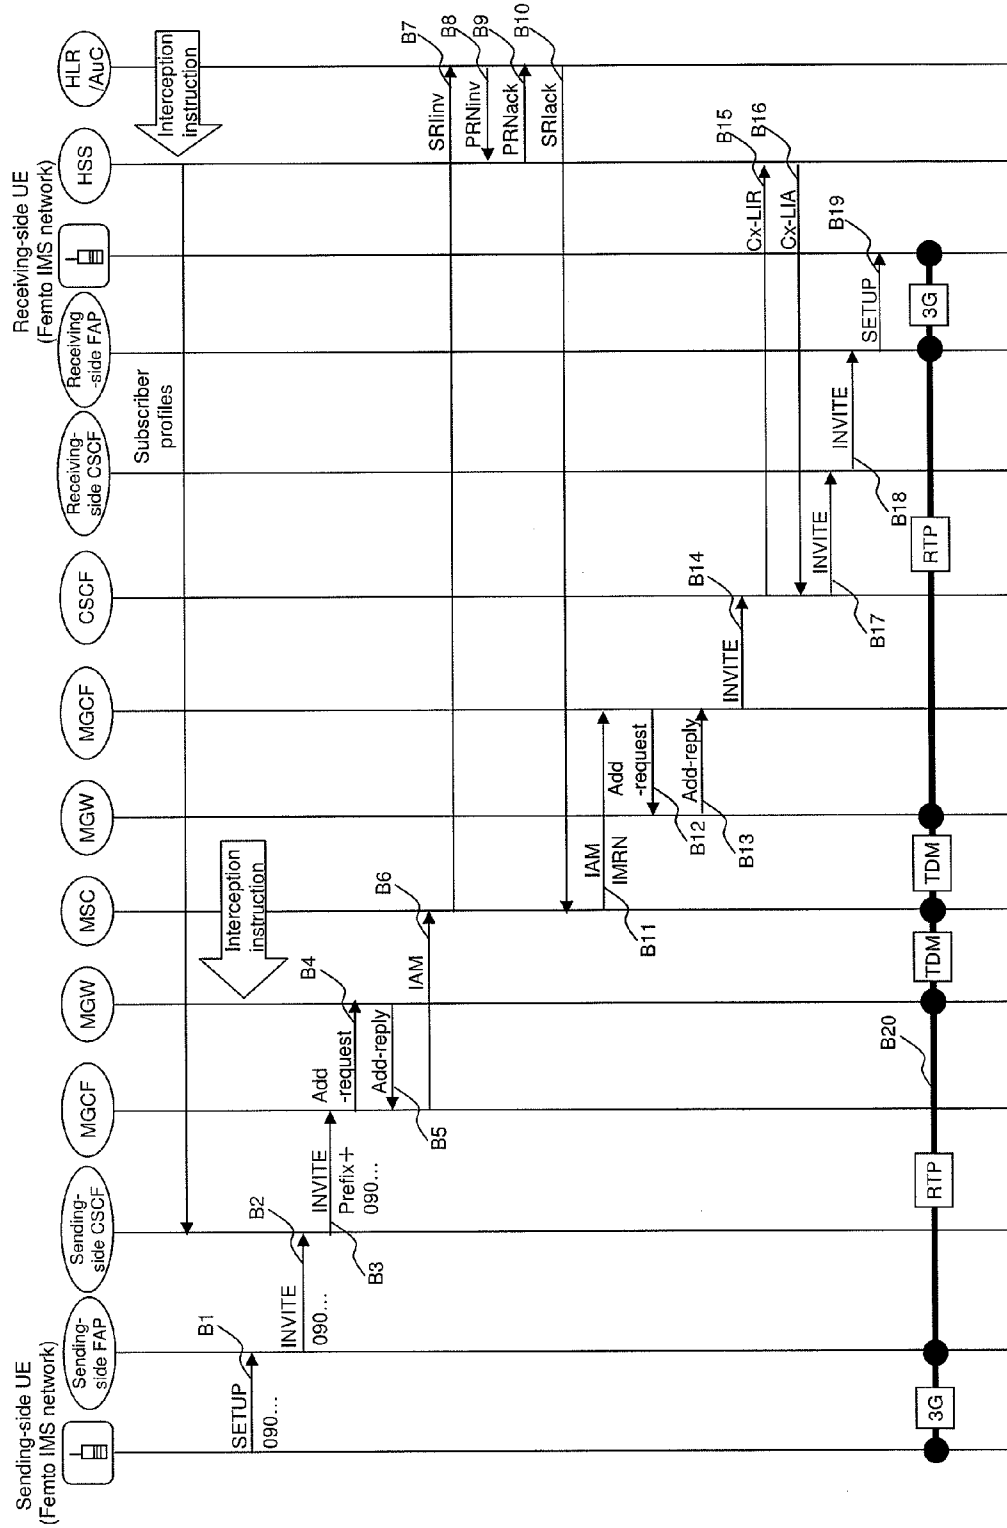 Sending-side UE
(Femto IMS network)
Receiving-side UE
(Femto IMS network)
Sending-
side FAP
Sending-
side CSCF
MGCF
MGW
MSC
MGW
MGCF
CSCF
Receiving-
side CSCF
Receiving
-side FAP
HSS
HLR
/AuC
Interception
instruction
Subscriber
profiles
Interception
instruction
SETUP
090...
B1
INVITE
090...
B2
INVITE
Prefix+
090...
B3
Add
-request
B4
Add-reply
B5
IAM
B6
SRIinv
B7
PRNinv
B8
PRNack
B9
SRIack
B10
IAM
IMRN
B11
Add
-request
B12
Add-reply
B13
INVITE
B14
Cx-LIR
B15
Cx-LIA
B16
INVITE
B17
INVITE
B18
SETUP
B19
B20
3G
RTP
TDM
TDM
RTP
3G